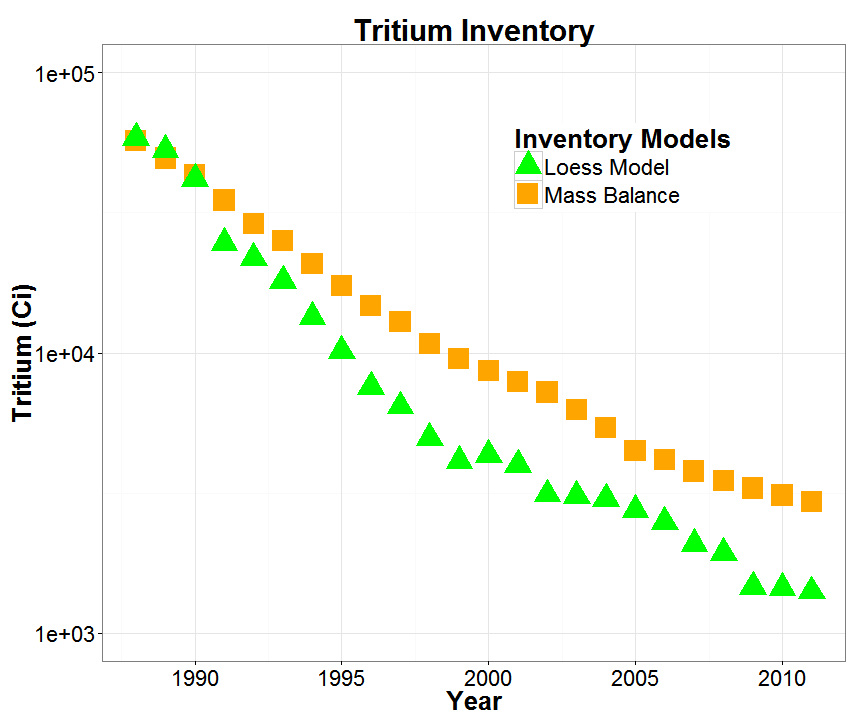 Tritium Inventory
1e+05
Inventory Models
Loess Model
Mass Balance
Tritium (Ci)
1e+04
1e+03
1990 1995 2000 2005 2010
Year